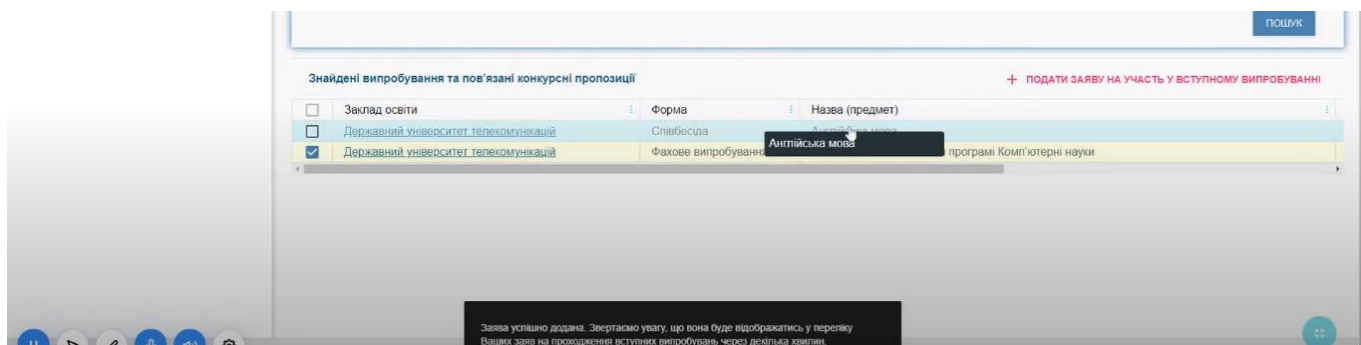 ПОШУК
Знайдені випробування та пов'язані конкурсні пропозиції
+ ПОДАТИ ЗАЯВУ НА УЧАСТЬ У ВСТУПНОМУ ВИПРОБУВАННІ
Заклад освіти Форма Назва (предмет)
Державний університет телекомунікацій Співбесіда Англійська мова
Англійська мова
Державний університет телекомунікацій Фахове випробування програмі Комп'ютерні науки
Заява успішно додана. Звертаємо увагу, що вона буде відображатись у переліку
Ваших заяв на проходження вступних випробувань через декілька хвилин.